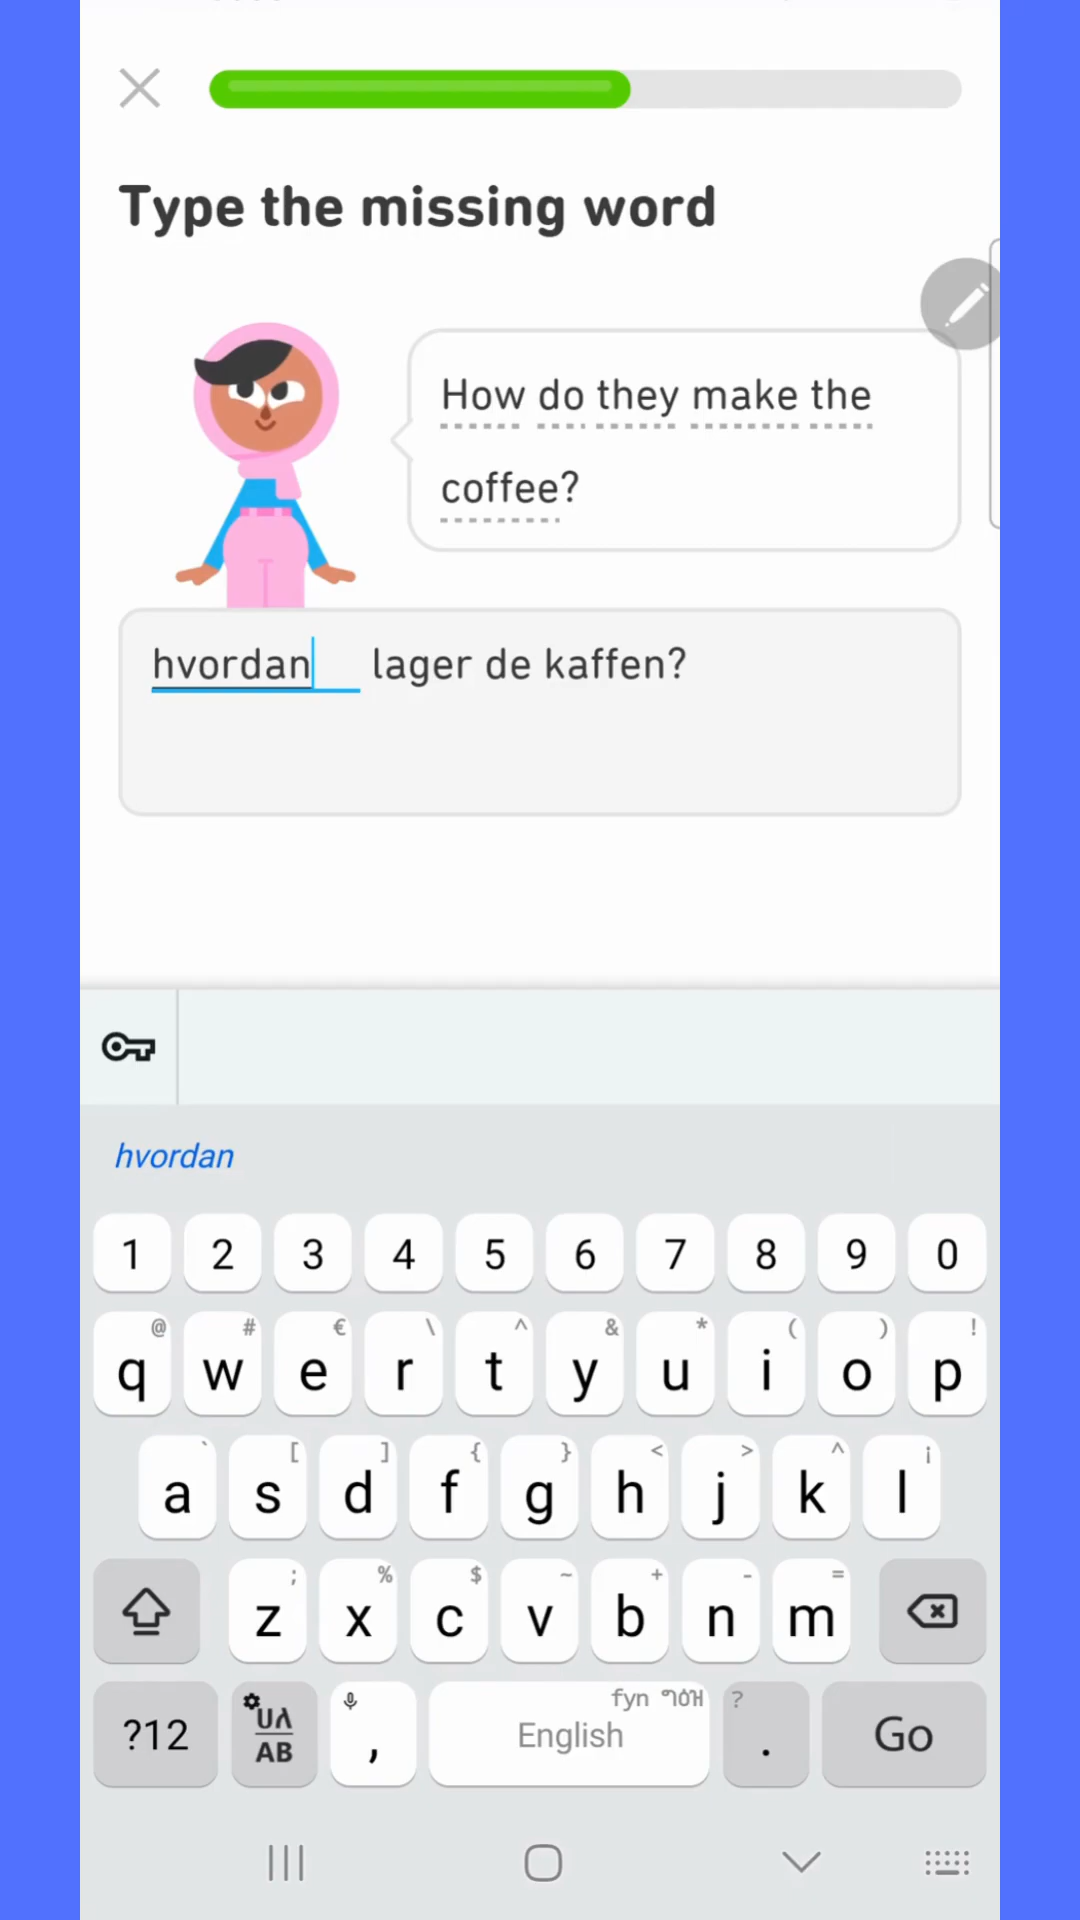 Type the missing word
How do they make the
coffee?
hvordan lager de kaffen?
hvordan
1 2 3 4 5 6 7 8 9 0
@ # € \ ^ & * ( ) !
q w e r t y u i o p
` [ ] { } < > ^ ¡
a s d f g h j k l
; % $ ~ + - =
z x c v b n m
?12 AB , English . ? Go